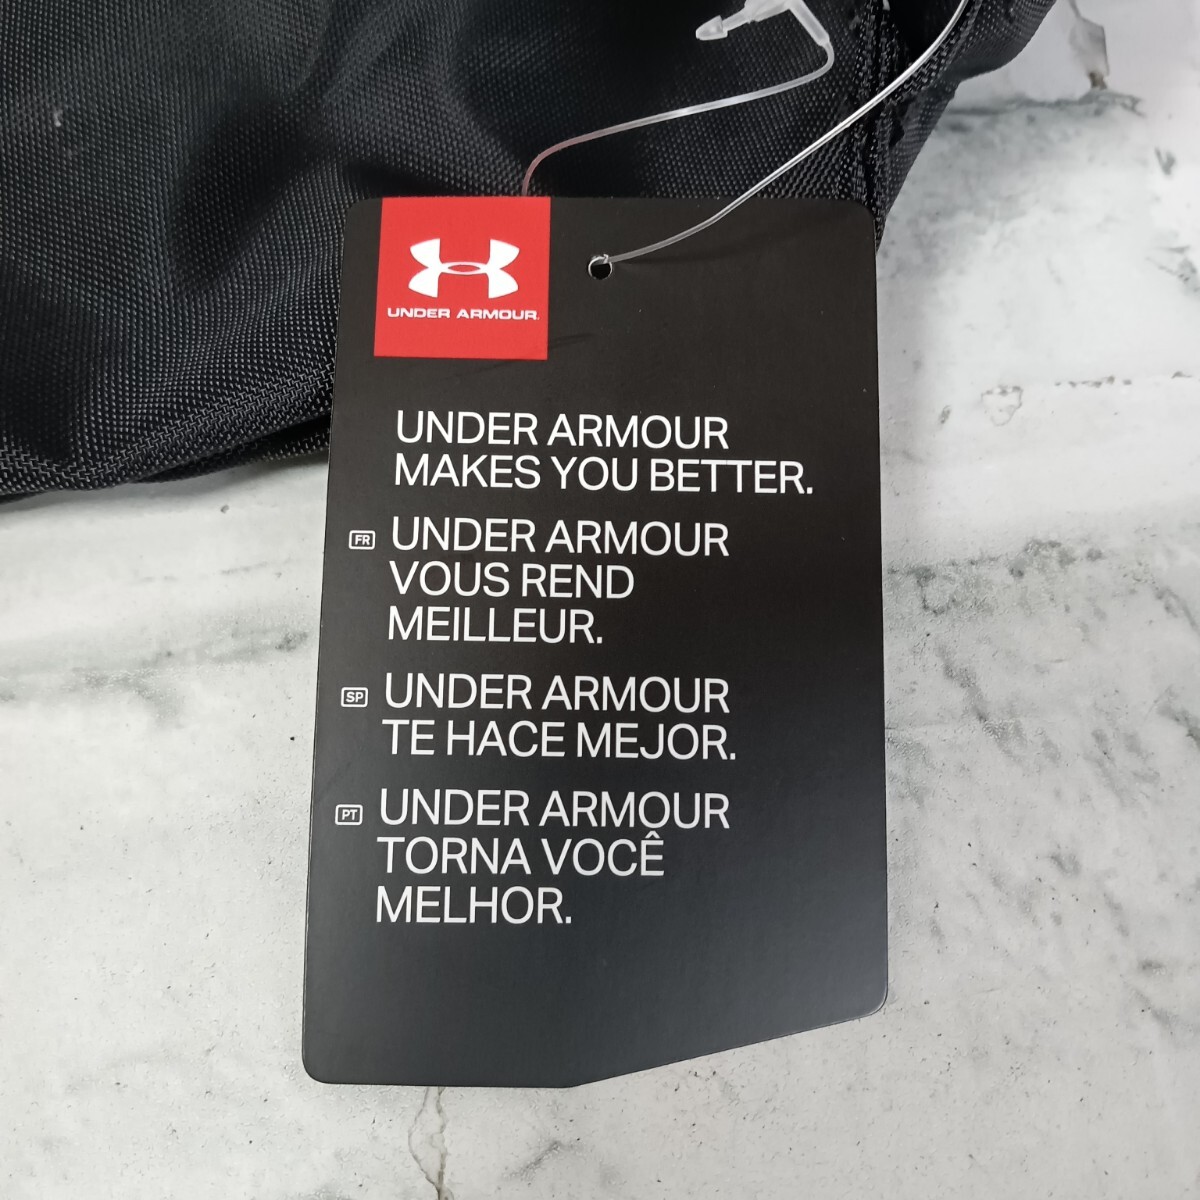 UNDER ARMOUR
UNDER ARMOUR
MAKES YOU BETTER.
FR UNDER ARMOUR
VOUS REND
MEILLEUR.
SP UNDER ARMOUR
TE HACE MEJOR.
PT UNDER ARMOUR
TORNA VOCÊ
MELHOR.